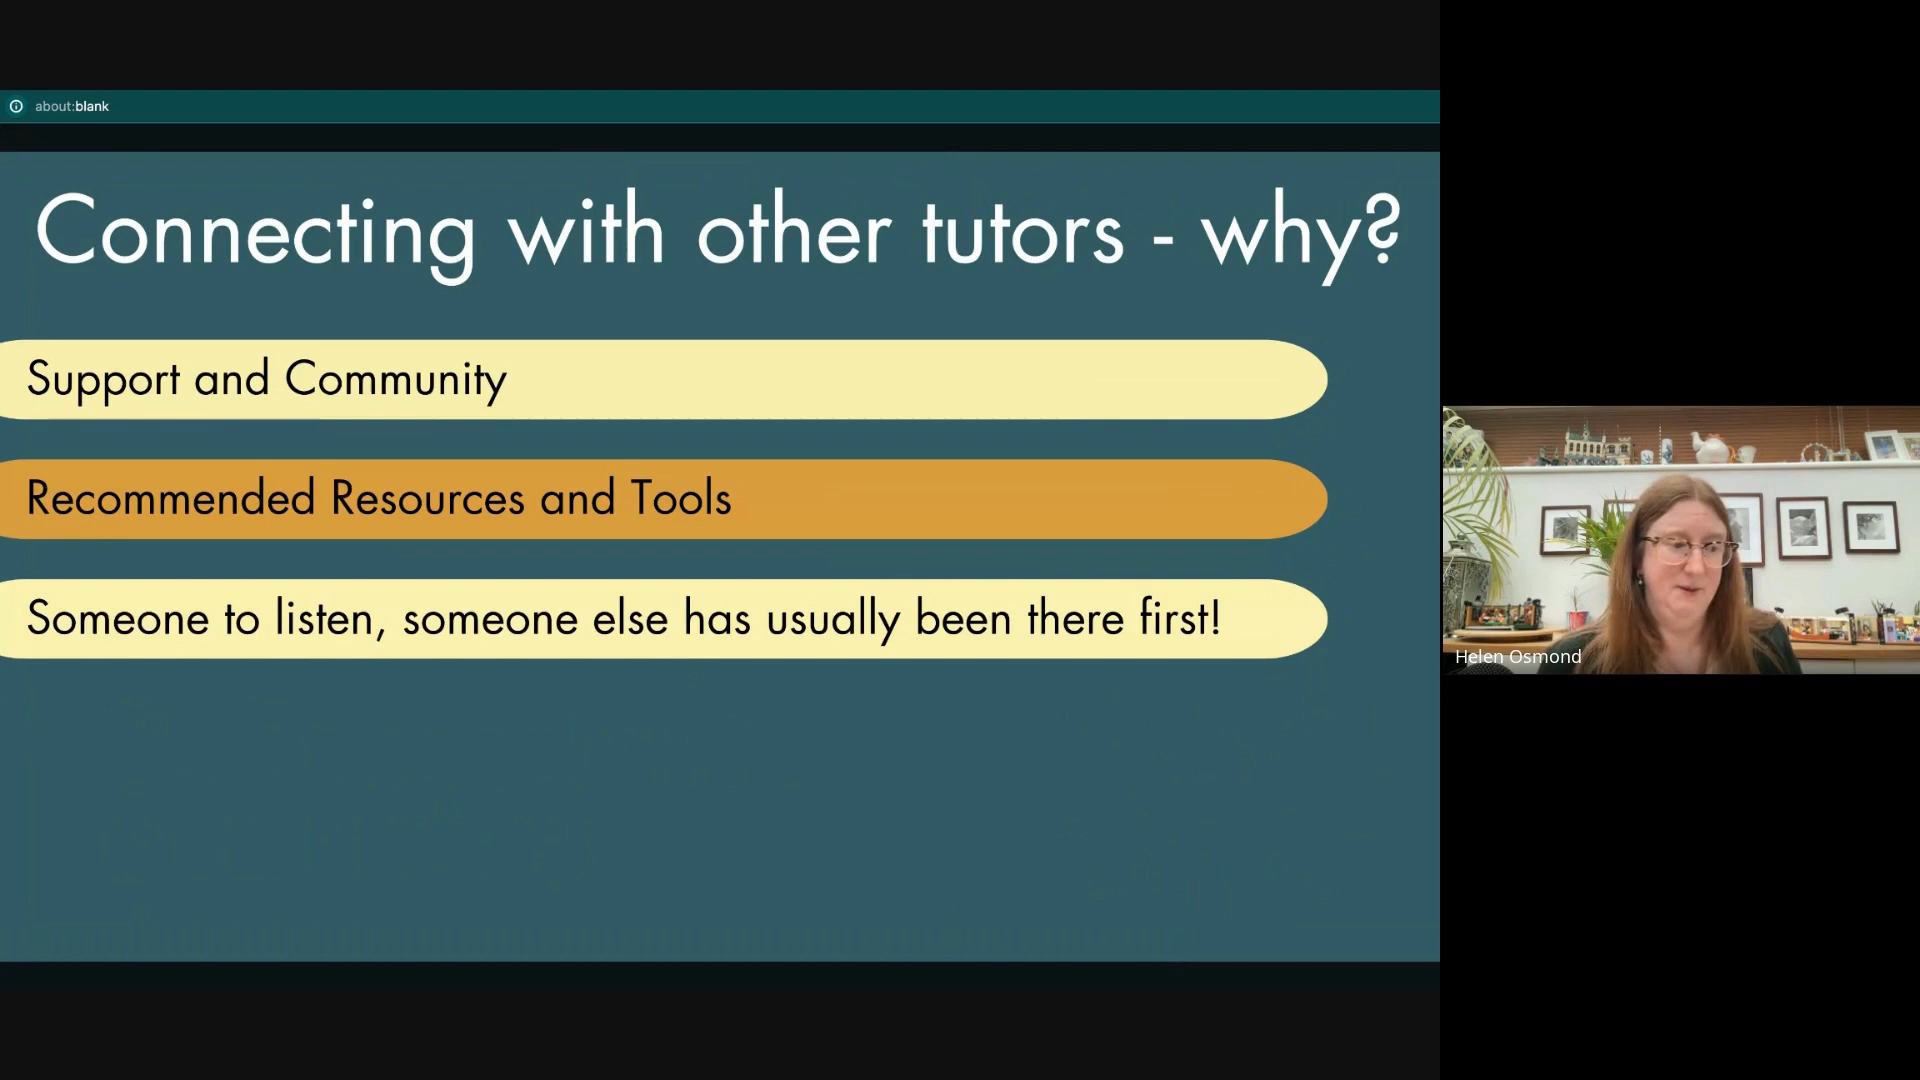 about:blank
Connecting with other tutors - why?
Support and Community
Recommended Resources and Tools
Someone to listen, someone else has usually been there first!
Helen Osmond